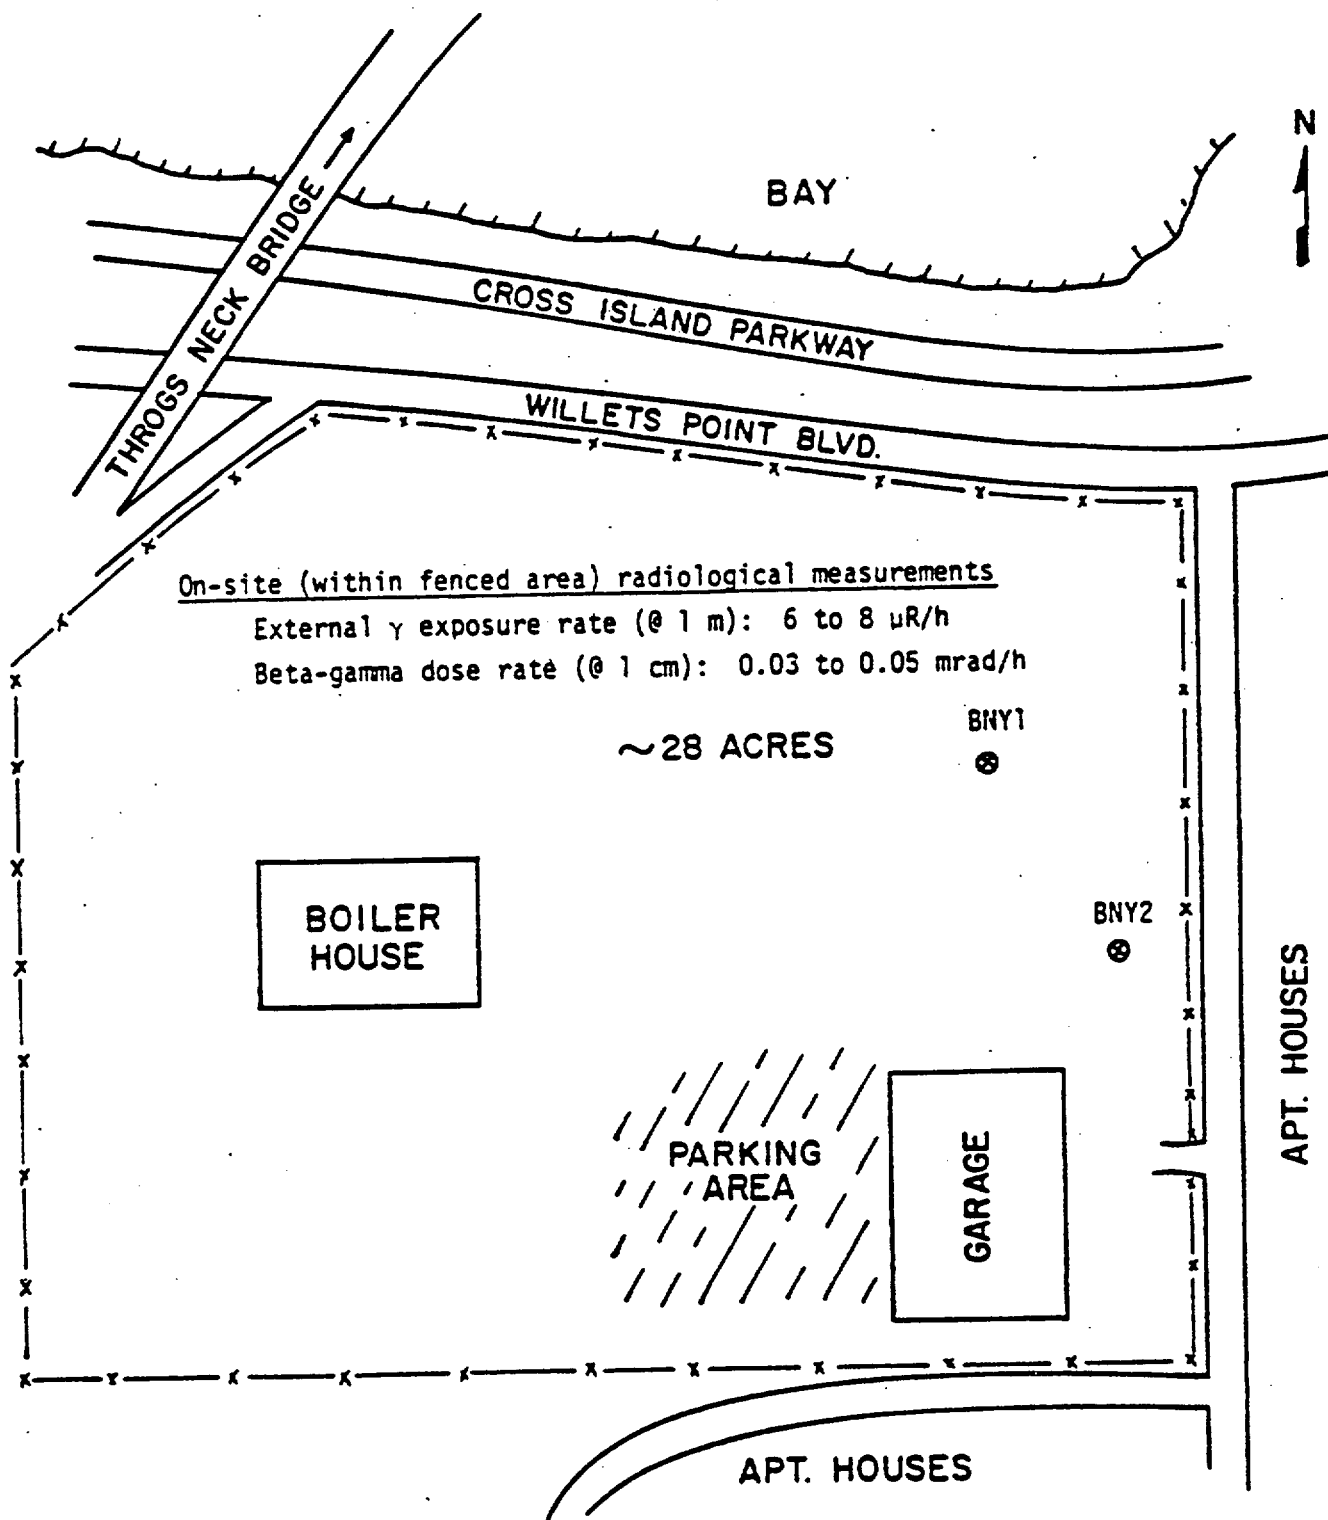 N
BAY
THROGS NECK BRIDGE
CROSS ISLAND PARKWAY
WILLETS POINT BLVD.
On-site (within fenced area) radiological measurements
External γ exposure rate (@ 1 m): 6 to 8 μR/h
Beta-gamma dose rate (@ 1 cm): 0.03 to 0.05 mrad/h
BNY1
~28 ACRES
BOILER
HOUSE
BNY2
APT. HOUSES
PARKING
AREA
GARAGE
APT. HOUSES